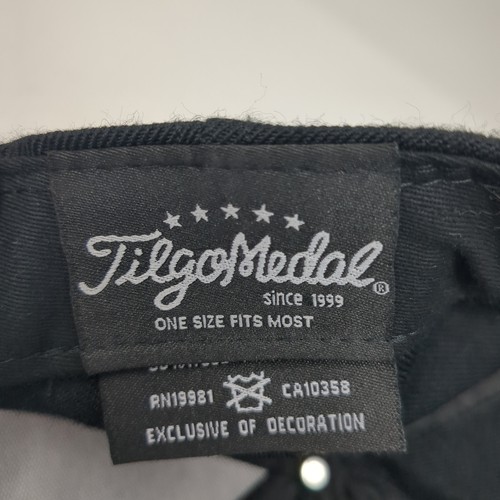 TilgoMedal®
since 1999
ONE SIZE FITS MOST
RN19981 CA10358
EXCLUSIVE OF DECORATION